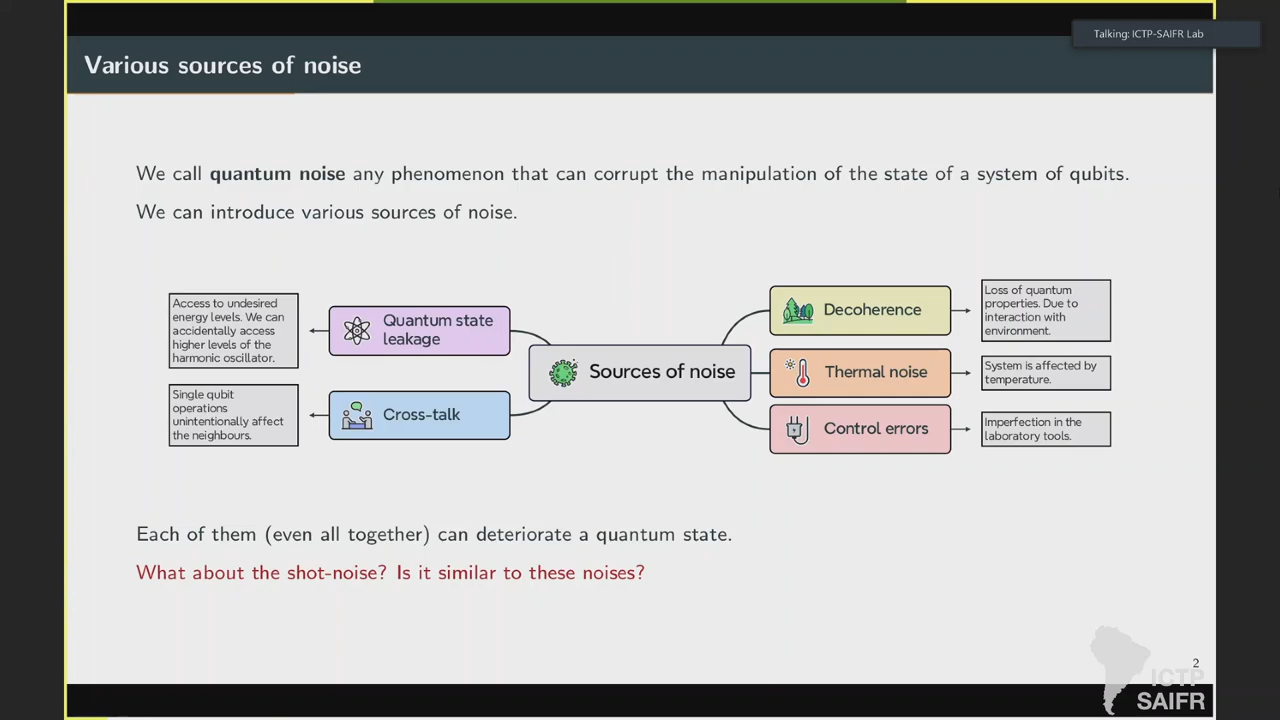 Talking: ICTP-SAIFR Lab
Various sources of noise
We call quantum noise any phenomenon that can corrupt the manipulation of the state of a system of qubits.
We can introduce various sources of noise.
Access to undesired
energy levels. We can
accidentally access
higher levels of the
harmonic oscillator.
Quantum state
leakage
Single qubit
operations
unintentionally affect
the neighbours.
Cross-talk
Sources of noise
Decoherence
Loss of quantum
properties. Due to
interaction with
environment.
Thermal noise
System is affected by
temperature.
Control errors
Imperfection in the
laboratory tools.
Each of them (even all together) can deteriorate a quantum state.
What about the shot-noise? Is it similar to these noises?
2
ICTP
SAIFR